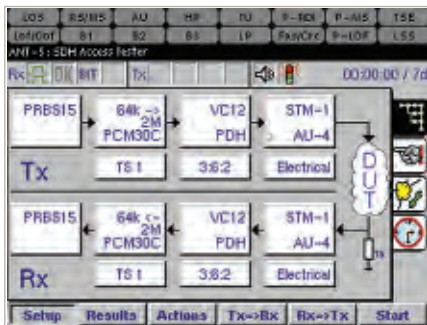 LOS RS/MS AU HP TU P-RDI P-AIS TSE
Lof/Oof B1 B2 B3 LP Fas/Crc P-LOF LSS
ANT-5: SDH Access Tester
Rx BIT Tx 00:00:00 / 7d
PRBS15 64k -> 2M PCM30C VC12 PDH STM-1 AU-4
Tx TS 1 3:6:2 Electrical
DUT
PRBS15 64k <- 2M PCM30C VC12 PDH STM-1 AU-4
Rx TS 1 3:6:2 Electrical
Setup Results Actions Tx->Rx Rx->Tx Start